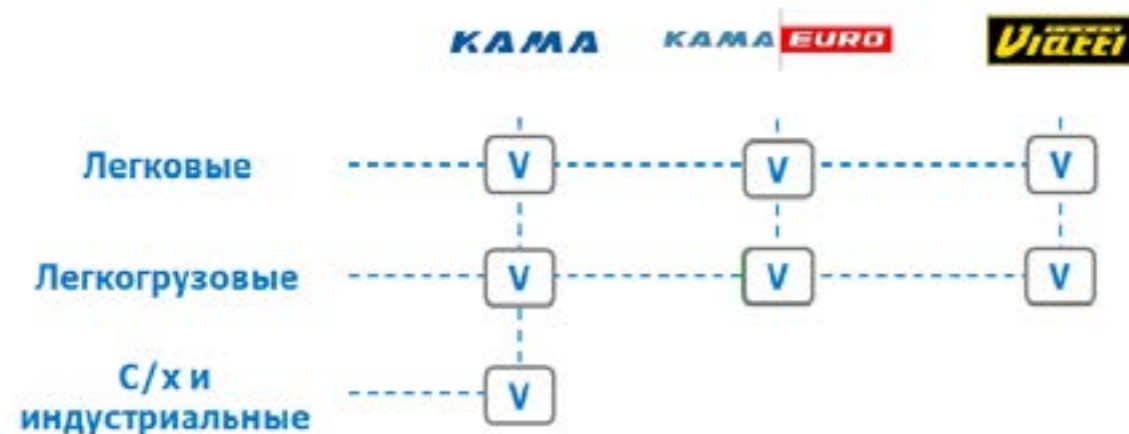 KAMA KAMA EURO Viatti
Легковые V V V
Легкогрузовые V V V
С/х и
индустриальные V